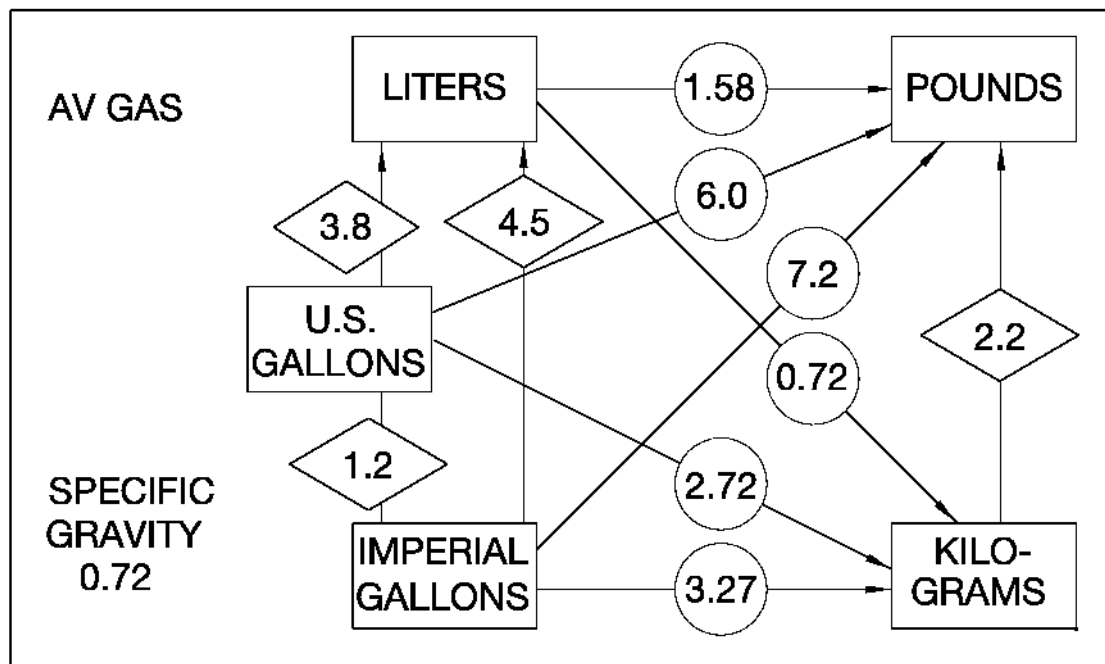 AV GAS
LITERS
1.58
POUNDS
3.8
4.5
6.0
7.2
U.S.
GALLONS
2.2
0.72
1.2
2.72
SPECIFIC
GRAVITY
0.72
IMPERIAL
GALLONS
3.27
KILO-
GRAMS